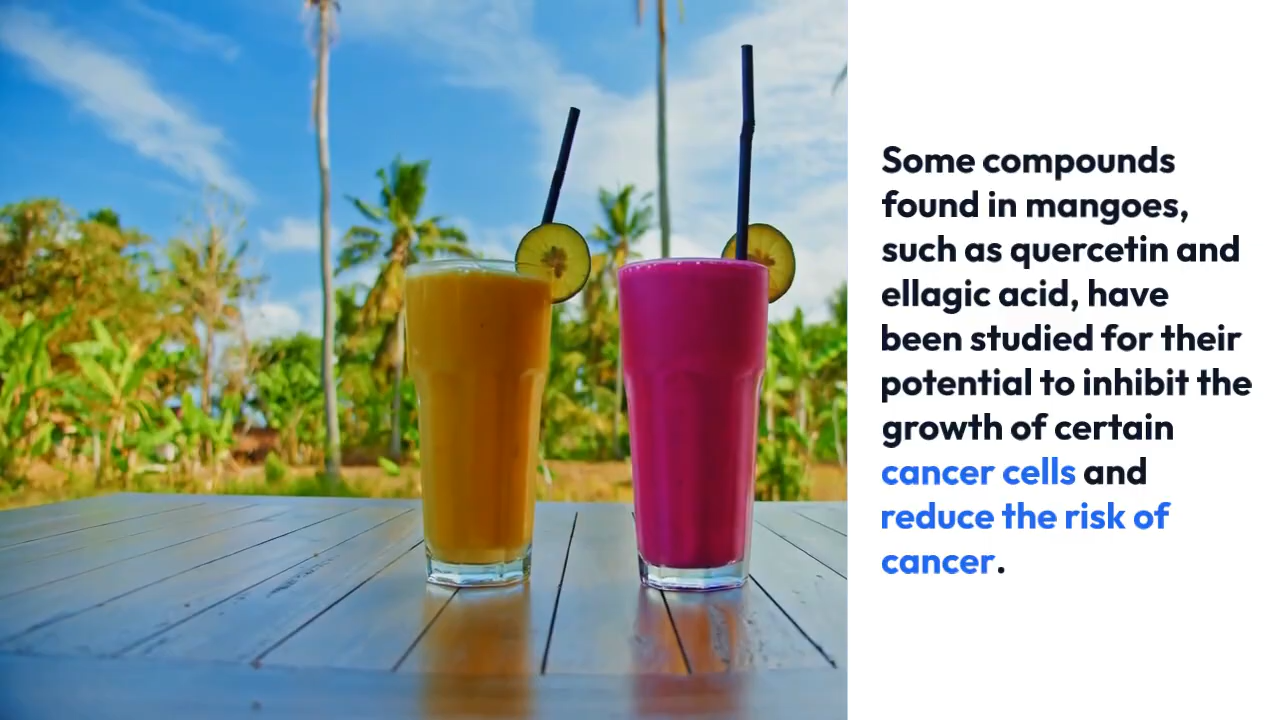 Some compounds
found in mangoes,
such as quercetin and
ellagic acid, have
been studied for their
potential to inhibit the
growth of certain
cancer cells and
reduce the risk of
cancer.